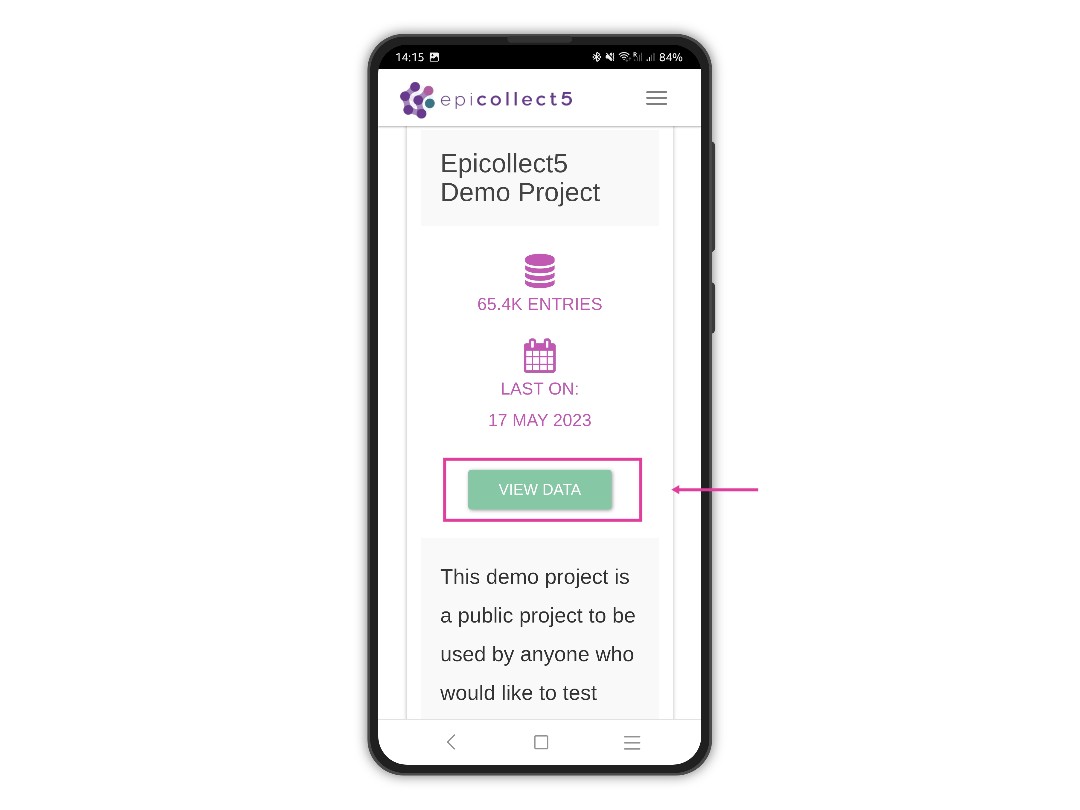 14:15
84%
epicollect5
Epicollect5
Demo Project
65.4K ENTRIES
LAST ON:
17 MAY 2023
VIEW DATA
This demo project is
a public project to be
used by anyone who
would like to test